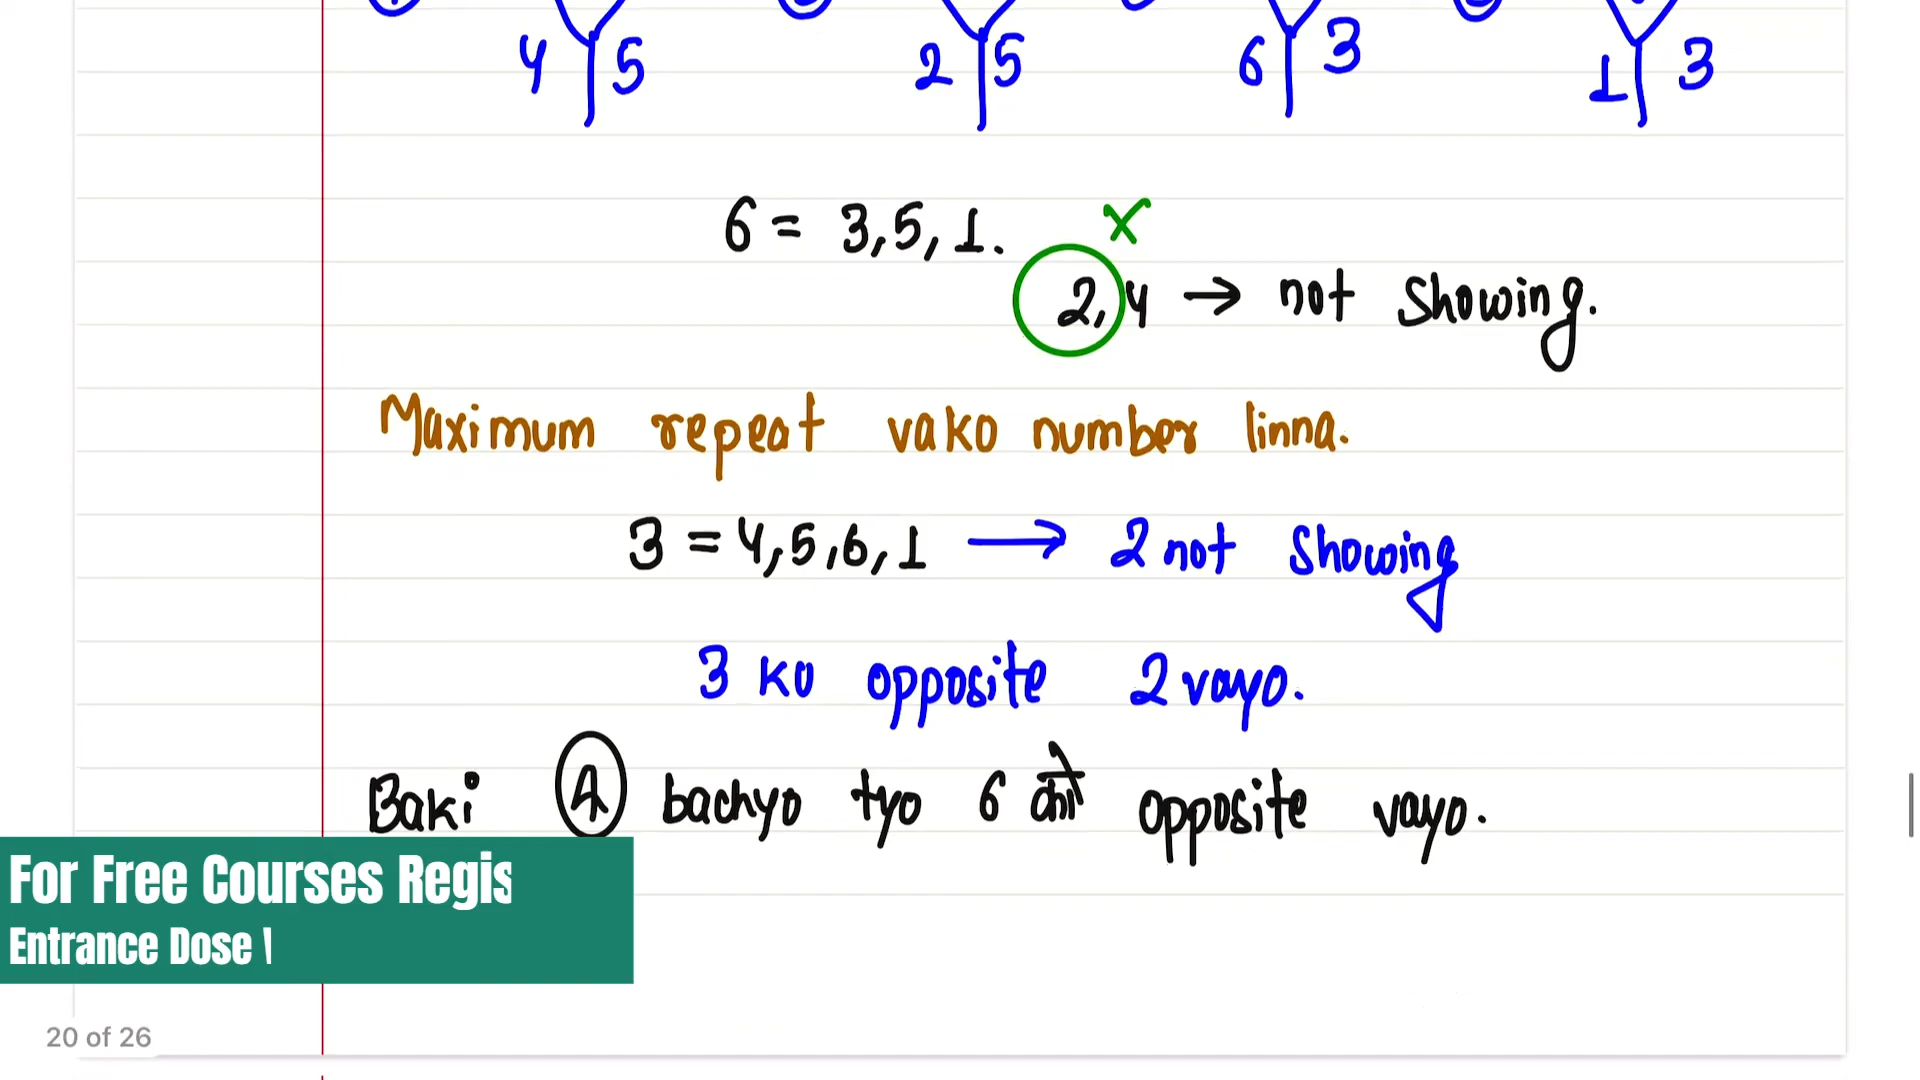 4 5 2 5 6 3 1 3
6 = 3,5,1. x
2,4 → not showing.
Maximum repeat vako number linna.
3 = 4,5,6,1 → 2 not showing
3 ko opposite 2 vayo.
Baki 4 bachyo tyo 6 को opposite vayo.
For Free Courses Regis
Entrance Dose
20 of 26